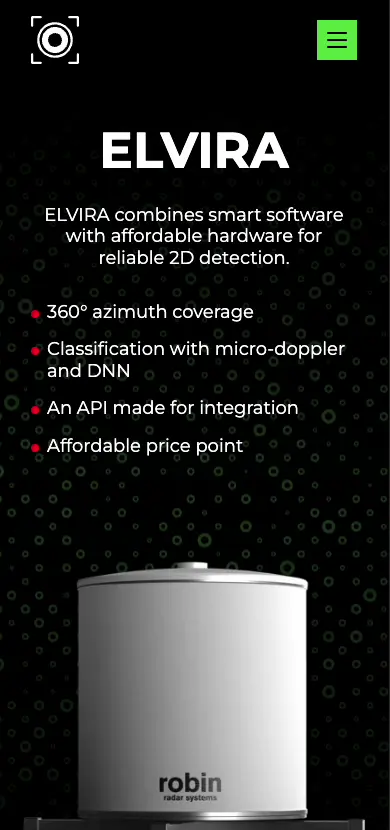 ELVIRA
ELVIRA combines smart software
with affordable hardware for
reliable 2D detection.
360° azimuth coverage
Classification with micro-doppler
and DNN
An API made for integration
Affordable price point
robin
radar systems